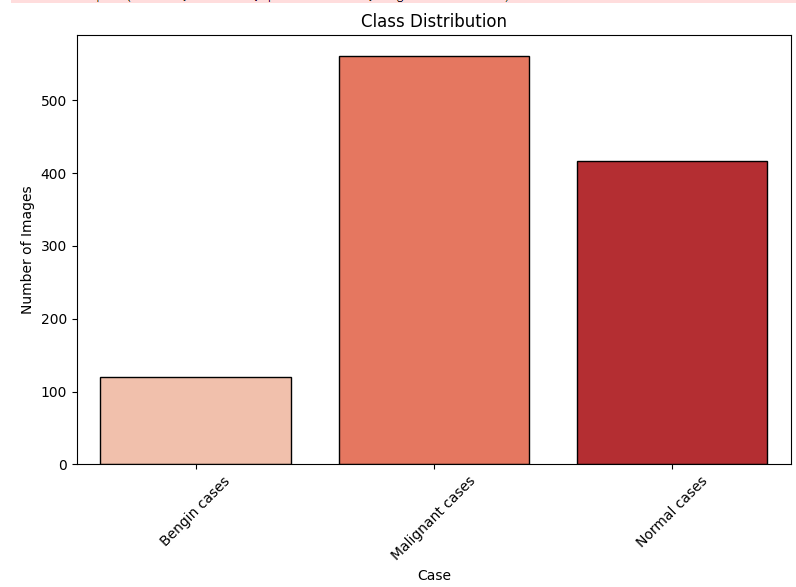 Class Distribution
Number of Images
500
400
300
200
100
0
Bengin cases
Malignant cases
Normal cases
Case